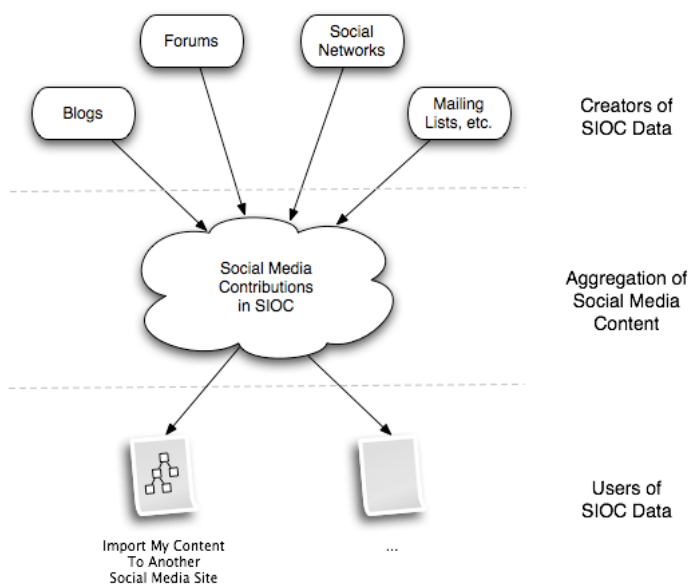 Forums
Social
Networks
Blogs
Mailing
Lists, etc.
Creators of
SIOC Data
Social Media
Contributions
in SIOC
Aggregation of
Social Media
Content
Users of
SIOC Data
Import My Content
To Another
Social Media Site
...